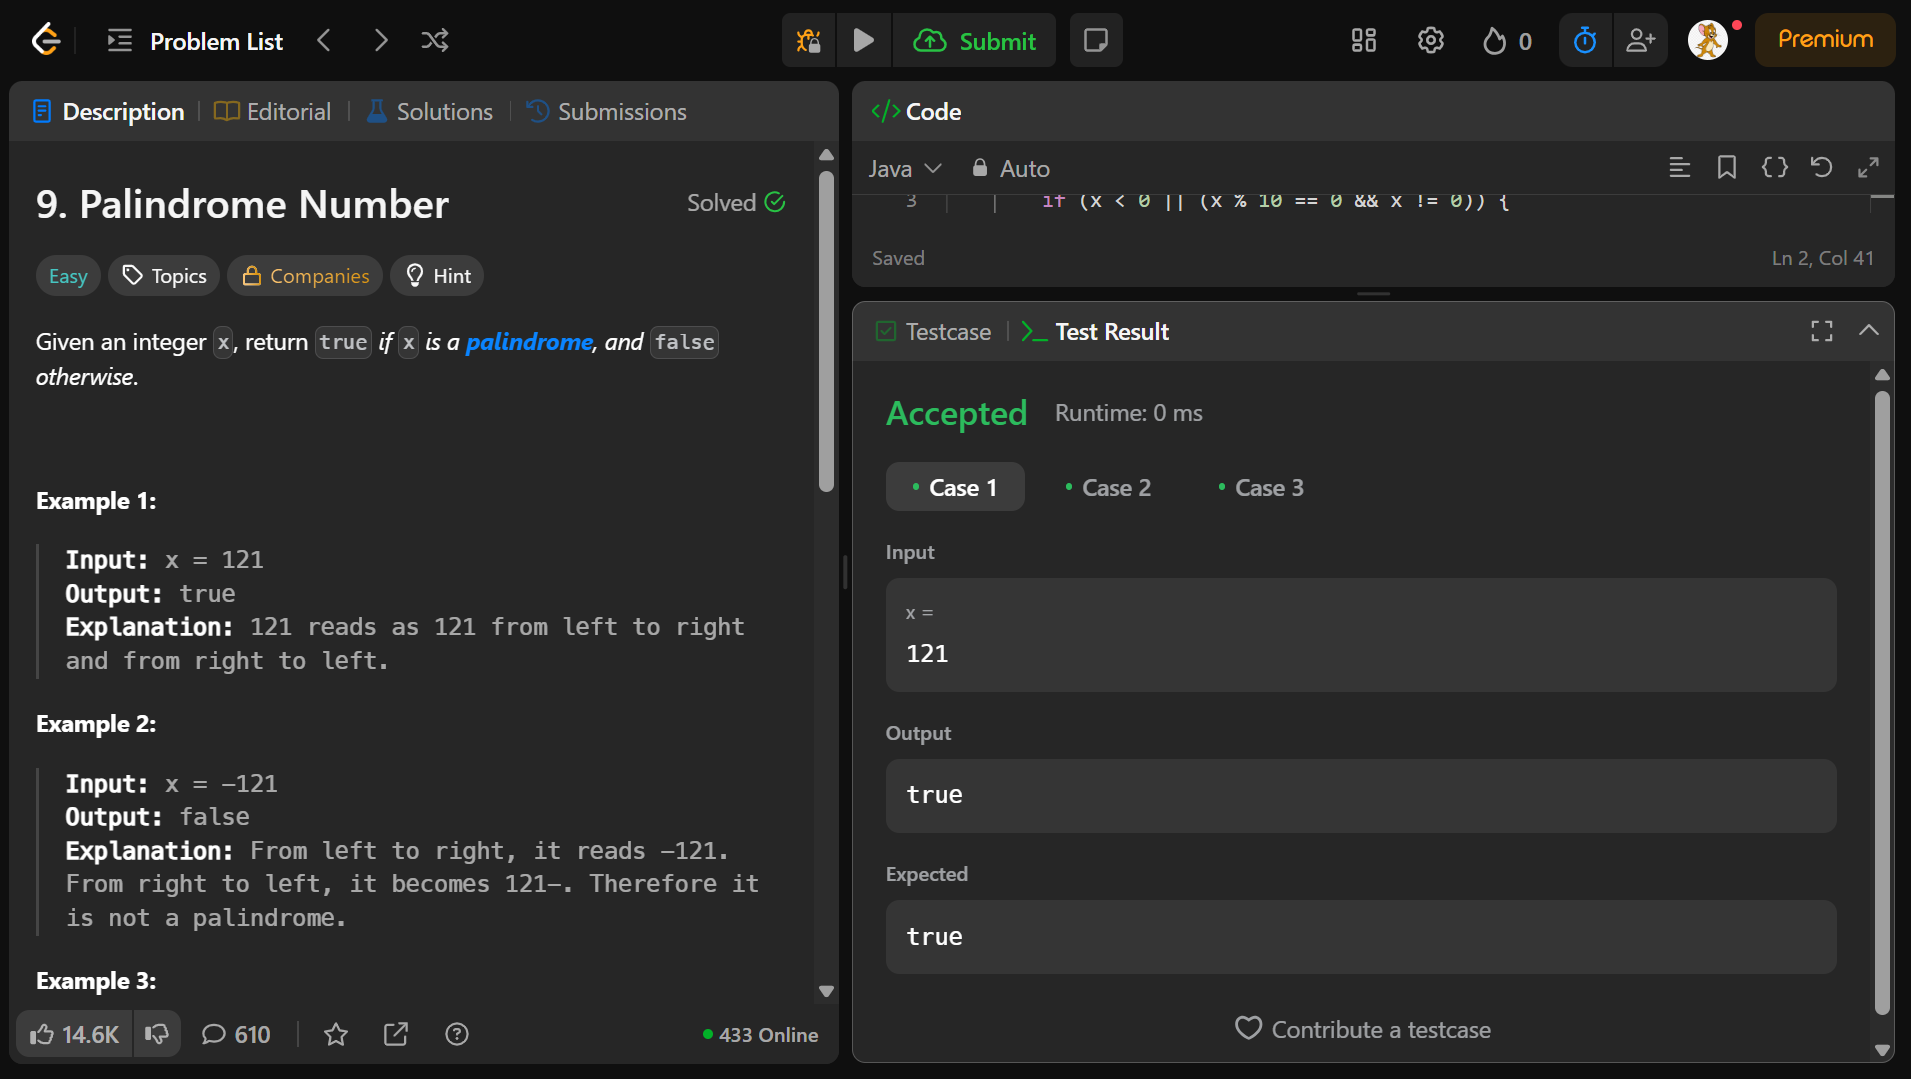 Problem List
Submit
0
Premium
Description
Editorial
Solutions
Submissions
9. Palindrome Number
Solved
Easy
Topics
Companies
Hint
Given an integer x, return true if x is a palindrome, and false
otherwise.
Example 1:
Input: x = 121
Output: true
Explanation: 121 reads as 121 from left to right
and from right to left.
Example 2:
Input: x = -121
Output: false
Explanation: From left to right, it reads -121.
From right to left, it becomes 121-. Therefore it
is not a palindrome.
Example 3:
14.6K
610
433 Online
</> Code
Java
Auto
3 if (x < 0 || (x % 10 == 0 && x != 0)) {
Saved
Ln 2, Col 41
Testcase
Test Result
Accepted
Runtime: 0 ms
Case 1
Case 2
Case 3
Input
x =
121
Output
true
Expected
true
Contribute a testcase